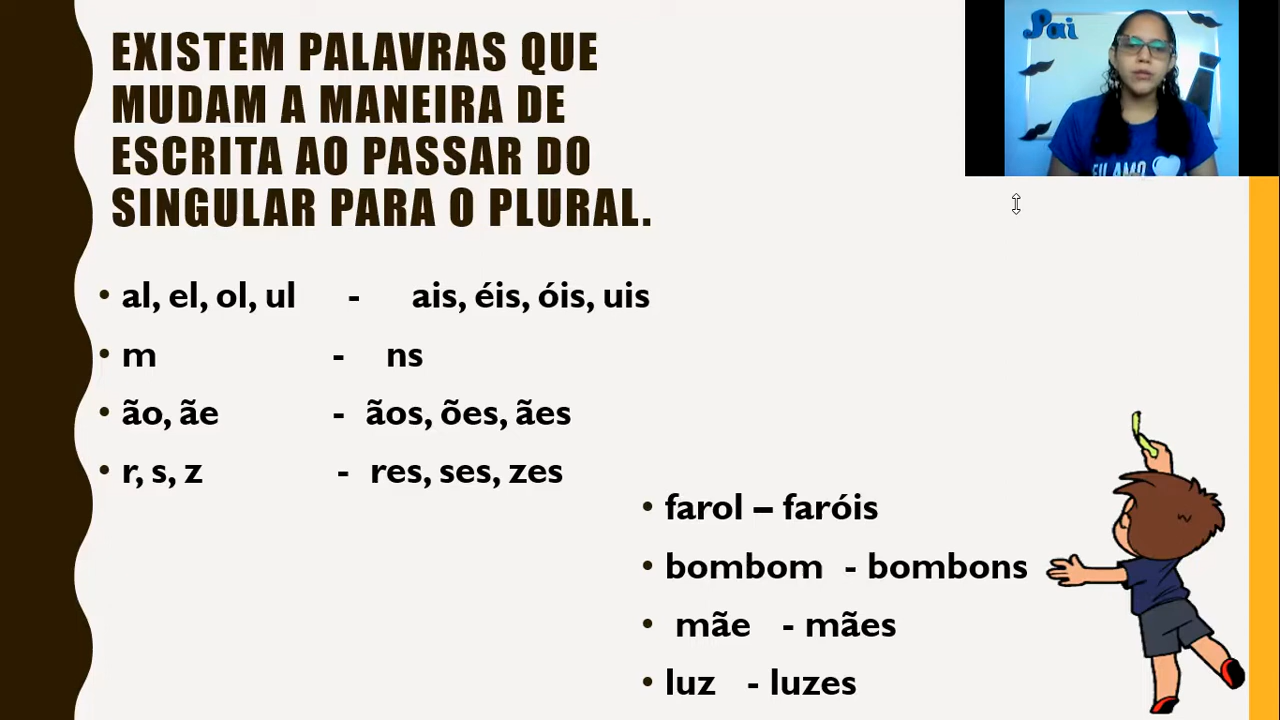 EXISTEM PALAVRAS QUE
MUDAM A MANEIRA DE
ESCRITA AO PASSAR DO
SINGULAR PARA O PLURAL.
• al, el, ol, ul - ais, éis, óis, uis
• m - ns
• ão, ãe - ãos, ões, ães
• r, s, z - res, ses, zes
• farol – faróis
• bombom - bombons
• mãe - mães
• luz - luzes
Pai
EU AMO